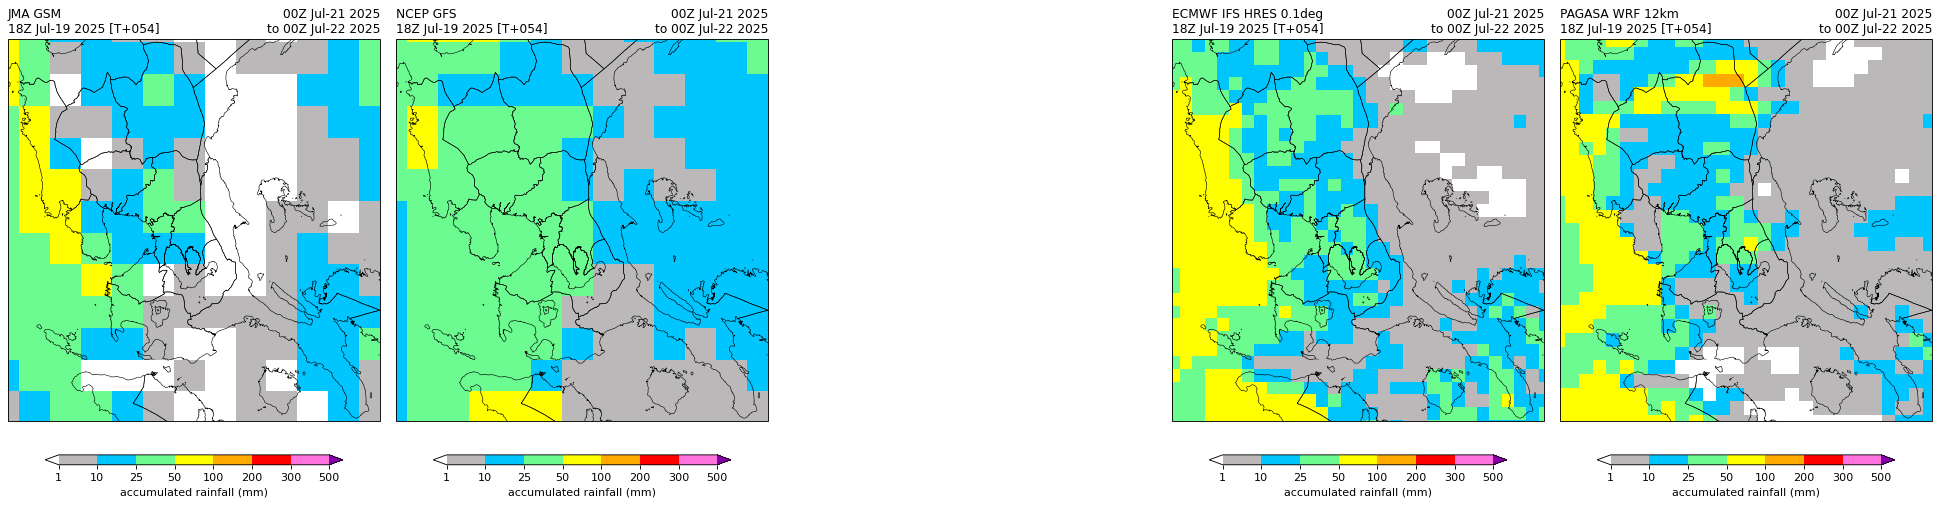 JMA GSM 00Z Jul-21 2025
18Z Jul-19 2025 [T+054] to 00Z Jul-22 2025
1 10 25 50 100 200 300 500
accumulated rainfall (mm)
NCEP GFS 00Z Jul-21 2025
18Z Jul-19 2025 [T+054] to 00Z Jul-22 2025
1 10 25 50 100 200 300 500
accumulated rainfall (mm)
ECMWF IFS HRES 0.1deg 00Z Jul-21 2025
18Z Jul-19 2025 [T+054] to 00Z Jul-22 2025
1 10 25 50 100 200 300 500
accumulated rainfall (mm)
PAGASA WRF 12km 00Z Jul-21 2025
18Z Jul-19 2025 [T+054] to 00Z Jul-22 2025
1 10 25 50 100 200 300 500
accumulated rainfall (mm)